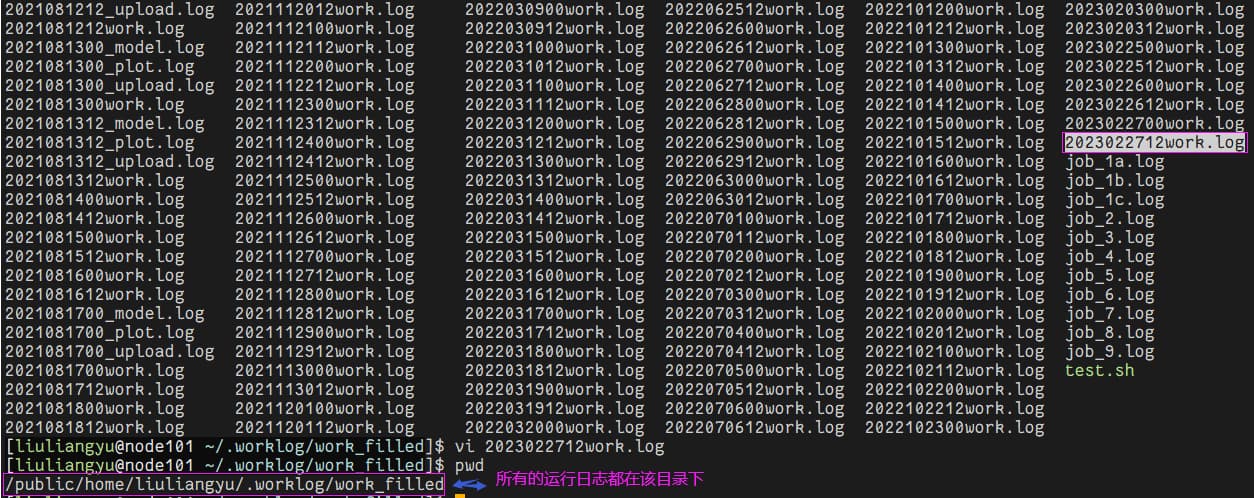 2021081212_upload.log 2021112012work.log 2022030900work.log 2022062512work.log 2022101200work.log 2023020300work.log
2021081212work.log 2021112100work.log 2022030912work.log 2022062600work.log 2022101212work.log 2023020312work.log
2021081300_model.log 2021112112work.log 2022031000work.log 2022062612work.log 2022101300work.log 2023022500work.log
2021081300_plot.log 2021112200work.log 2022031012work.log 2022062700work.log 2022101312work.log 2023022512work.log
2021081300_upload.log 2021112212work.log 2022031100work.log 2022062712work.log 2022101400work.log 2023022600work.log
2021081300work.log 2021112300work.log 2022031112work.log 2022062800work.log 2022101412work.log 2023022612work.log
2021081312_model.log 2021112312work.log 2022031200work.log 2022062812work.log 2022101500work.log 2023022700work.log
2021081312_plot.log 2021112400work.log 2022031212work.log 2022062900work.log 2022101512work.log 2023022712work.log
2021081312_upload.log 2021112412work.log 2022031300work.log 2022062912work.log 2022101600work.log job_1a.log
2021081312work.log 2021112500work.log 2022031312work.log 2022063000work.log 2022101612work.log job_1b.log
2021081400work.log 2021112512work.log 2022031400work.log 2022063012work.log 2022101700work.log job_1c.log
2021081412work.log 2021112600work.log 2022031412work.log 2022070100work.log 2022101712work.log job_2.log
2021081500work.log 2021112612work.log 2022031500work.log 2022070112work.log 2022101800work.log job_3.log
2021081512work.log 2021112700work.log 2022031512work.log 2022070200work.log 2022101812work.log job_4.log
2021081600work.log 2021112712work.log 2022031600work.log 2022070212work.log 2022101900work.log job_5.log
2021081612work.log 2021112800work.log 2022031612work.log 2022070300work.log 2022101912work.log job_6.log
2021081700_model.log 2021112812work.log 2022031700work.log 2022070312work.log 2022102000work.log job_7.log
2021081700_plot.log 2021112900work.log 2022031712work.log 2022070400work.log 2022102012work.log job_8.log
2021081700_upload.log 2021112912work.log 2022031800work.log 2022070412work.log 2022102100work.log job_9.log
2021081700work.log 2021113000work.log 2022031812work.log 2022070500work.log 2022102112work.log test.sh
2021081712work.log 2021113012work.log 2022031900work.log 2022070512work.log 2022102200work.log
2021081800work.log 2021120100work.log 2022031912work.log 2022070600work.log 2022102212work.log
2021081812work.log 2021120112work.log 2022032000work.log 2022070612work.log 2022102300work.log
[liuliangyu@node101 ~/.worklog/work_filled]$ vi 2023022712work.log
[liuliangyu@node101 ~/.worklog/work_filled]$ pwd
/public/home/liuliangyu/.worklog/work_filled 所有的运行日志都在该目录下